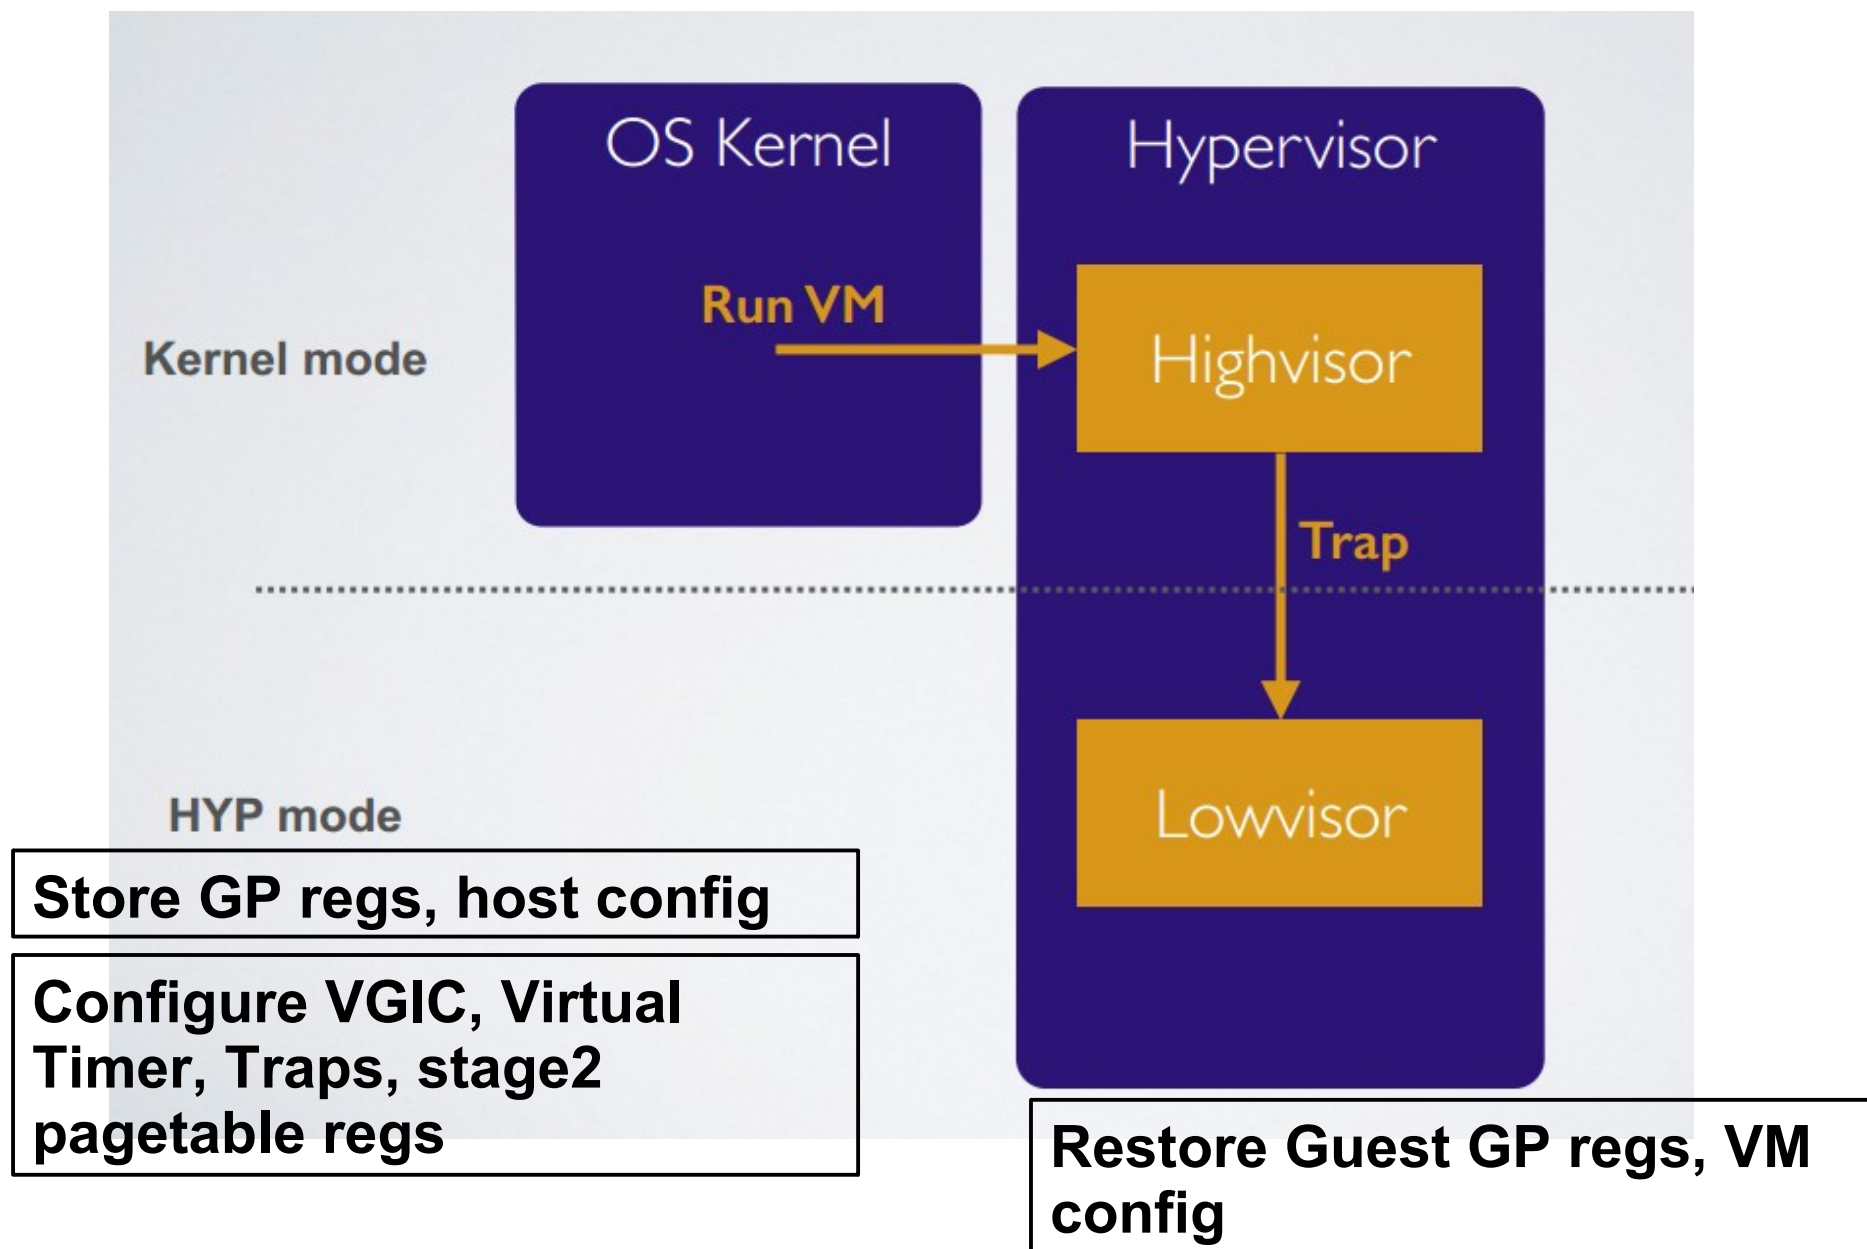 OS Kernel
Hypervisor
Run VM
Kernel mode
Highvisor
Trap
HYP mode
Lowvisor
Store GP regs, host config
Configure VGIC, Virtual
Timer, Traps, stage2
pagetable regs
Restore Guest GP regs, VM
config